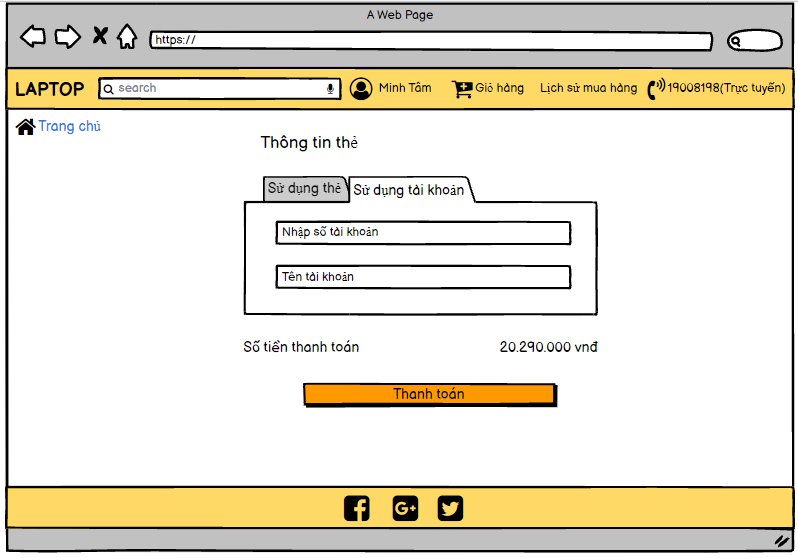 A Web Page
https://
LAPTOP
search
Minh Tâm
Giỏ hàng
Lịch sử mua hàng
19008198(Trực tuyến)
Trang chủ
Thông tin thẻ
Sử dụng thẻ
Sử dụng tài khoản
Nhập số tài khoản
Tên tài khoản
Số tiền thanh toán
20.290.000 vnđ
Thanh toán